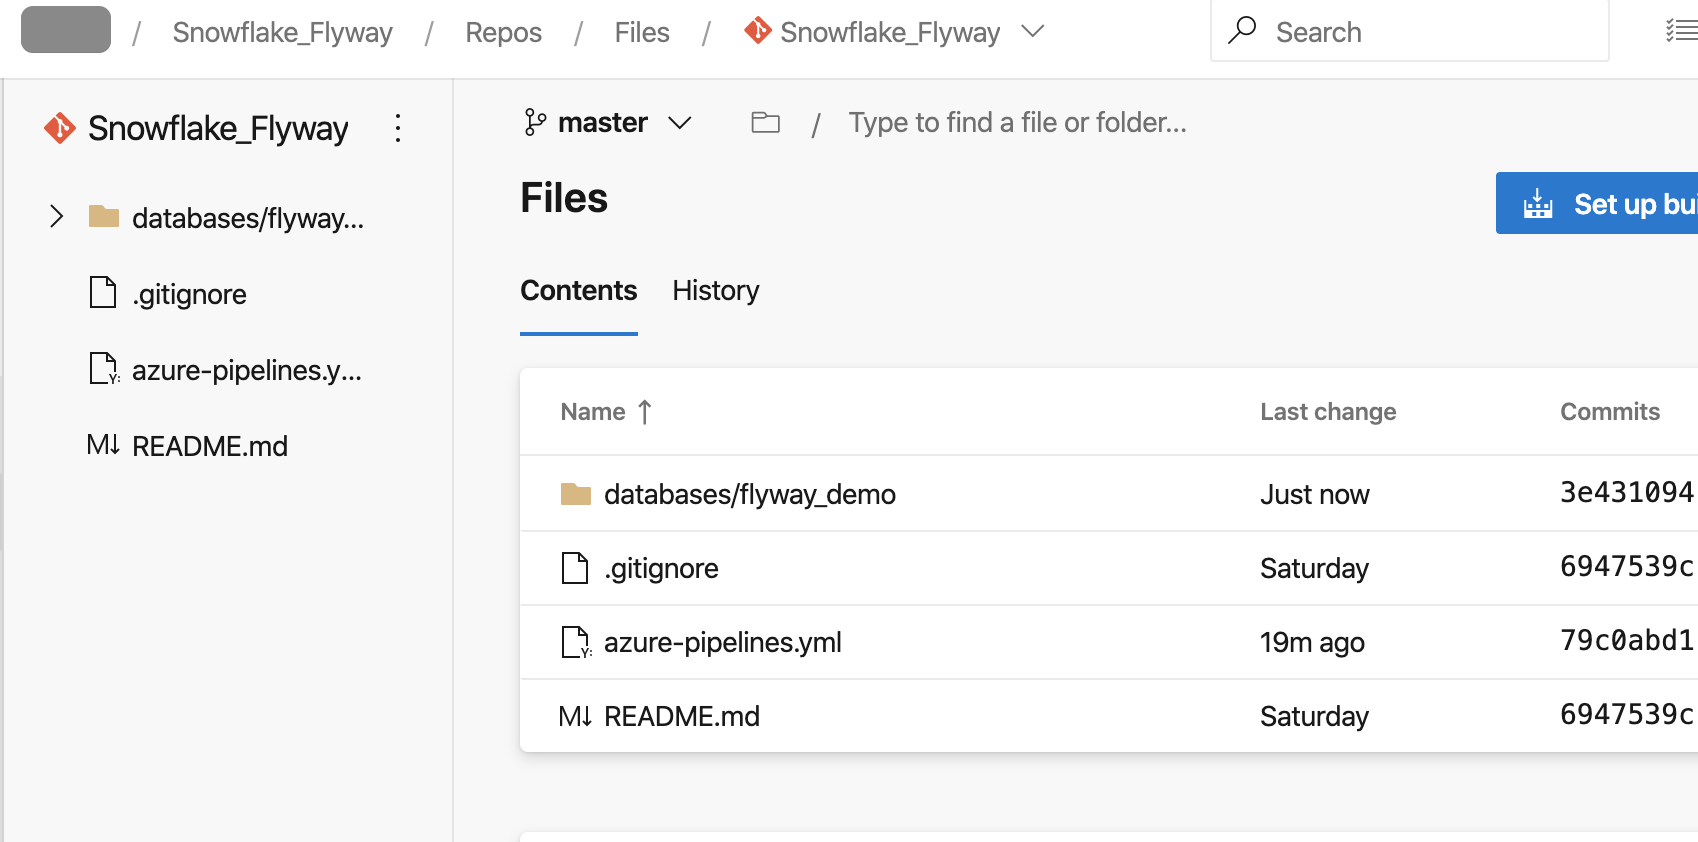 / Snowflake_Flyway / Repos / Files / Snowflake_Flyway
Search
Snowflake_Flyway
databases/flyway...
.gitignore
azure-pipelines.y...
README.md
master / Type to find a file or folder...
Files
Set up bui
Contents History
Name ↑ Last change Commits
databases/flyway_demo Just now 3e431094
.gitignore Saturday 6947539c
azure-pipelines.yml 19m ago 79c0abd1
README.md Saturday 6947539c